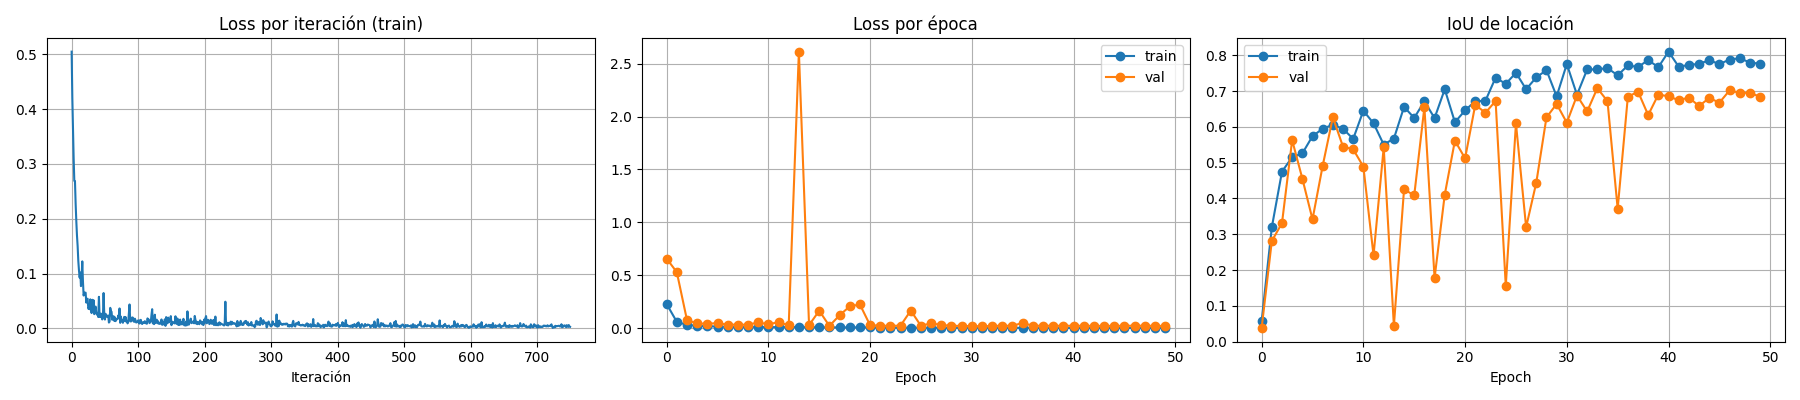 Loss por iteración (train)
0.5
0.4
0.3
0.2
0.1
0.0
0 100 200 300 400 500 600 700
Iteración
Loss por época
train
val
2.5
2.0
1.5
1.0
0.5
0.0
0 10 20 30 40 50
Epoch
IoU de locación
train
val
0.8
0.7
0.6
0.5
0.4
0.3
0.2
0.1
0.0
0 10 20 30 40 50
Epoch